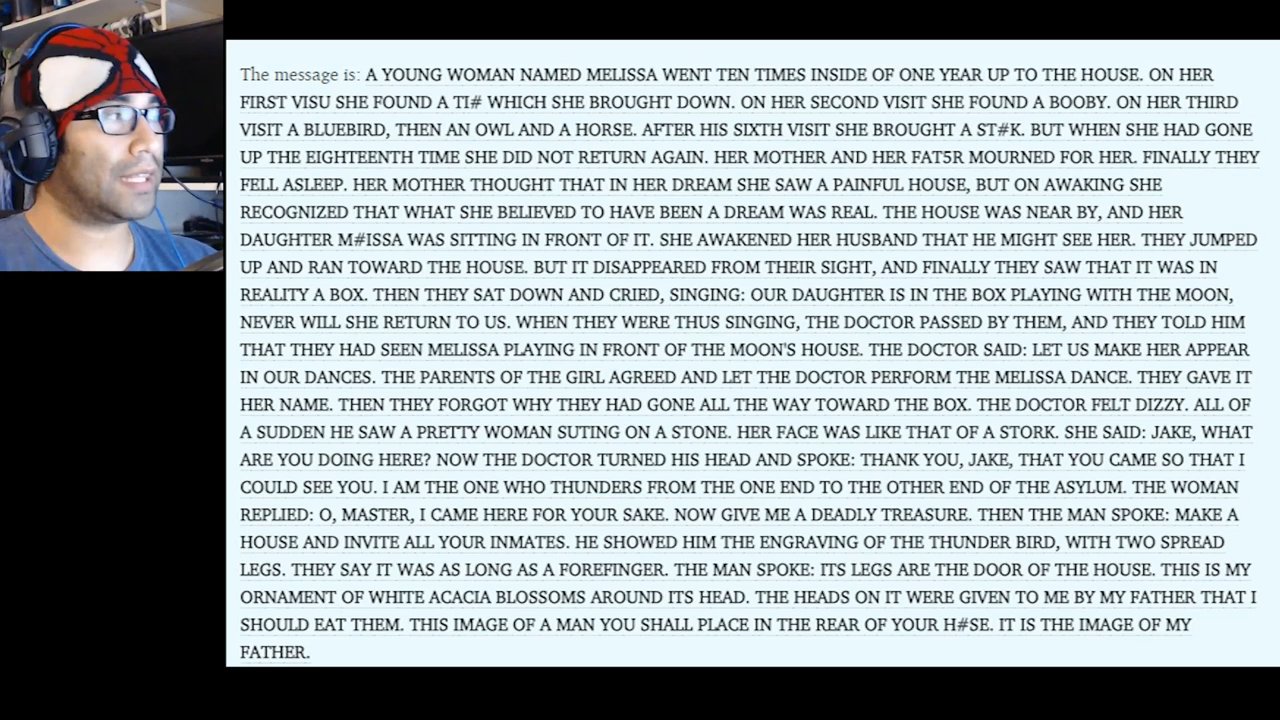 The message is: A YOUNG WOMAN NAMED MELISSA WENT TEN TIMES INSIDE OF ONE YEAR UP TO THE HOUSE. ON HER
FIRST VISU SHE FOUND A TI# WHICH SHE BROUGHT DOWN. ON HER SECOND VISIT SHE FOUND A BOOBY. ON HER THIRD
VISIT A BLUEBIRD, THEN AN OWL AND A HORSE. AFTER HIS SIXTH VISIT SHE BROUGHT A ST#K. BUT WHEN SHE HAD GONE
UP THE EIGHTEENTH TIME SHE DID NOT RETURN AGAIN. HER MOTHER AND HER FAT5R MOURNED FOR HER. FINALLY THEY
FELL ASLEEP. HER MOTHER THOUGHT THAT IN HER DREAM SHE SAW A PAINFUL HOUSE, BUT ON AWAKING SHE
RECOGNIZED THAT WHAT SHE BELIEVED TO HAVE BEEN A DREAM WAS REAL. THE HOUSE WAS NEAR BY, AND HER
DAUGHTER M#ISSA WAS SITTING IN FRONT OF IT. SHE AWAKENED HER HUSBAND THAT HE MIGHT SEE HER. THEY JUMPED
UP AND RAN TOWARD THE HOUSE. BUT IT DISAPPEARED FROM THEIR SIGHT, AND FINALLY THEY SAW THAT IT WAS IN
REALITY A BOX. THEN THEY SAT DOWN AND CRIED, SINGING: OUR DAUGHTER IS IN THE BOX PLAYING WITH THE MOON,
NEVER WILL SHE RETURN TO US. WHEN THEY WERE THUS SINGING, THE DOCTOR PASSED BY THEM, AND THEY TOLD HIM
THAT THEY HAD SEEN MELISSA PLAYING IN FRONT OF THE MOON'S HOUSE. THE DOCTOR SAID: LET US MAKE HER APPEAR
IN OUR DANCES. THE PARENTS OF THE GIRL AGREED AND LET THE DOCTOR PERFORM THE MELISSA DANCE. THEY GAVE IT
HER NAME. THEN THEY FORGOT WHY THEY HAD GONE ALL THE WAY TOWARD THE BOX. THE DOCTOR FELT DIZZY. ALL OF
A SUDDEN HE SAW A PRETTY WOMAN SUTING ON A STONE. HER FACE WAS LIKE THAT OF A STORK. SHE SAID: JAKE, WHAT
ARE YOU DOING HERE? NOW THE DOCTOR TURNED HIS HEAD AND SPOKE: THANK YOU, JAKE, THAT YOU CAME SO THAT I
COULD SEE YOU. I AM THE ONE WHO THUNDERS FROM THE ONE END TO THE OTHER END OF THE ASYLUM. THE WOMAN
REPLIED: O, MASTER, I CAME HERE FOR YOUR SAKE. NOW GIVE ME A DEADLY TREASURE. THEN THE MAN SPOKE: MAKE A
HOUSE AND INVITE ALL YOUR INMATES. HE SHOWED HIM THE ENGRAVING OF THE THUNDER BIRD, WITH TWO SPREAD
LEGS. THEY SAY IT WAS AS LONG AS A FOREFINGER. THE MAN SPOKE: ITS LEGS ARE THE DOOR OF THE HOUSE. THIS IS MY
ORNAMENT OF WHITE ACACIA BLOSSOMS AROUND ITS HEAD. THE HEADS ON IT WERE GIVEN TO ME BY MY FATHER THAT I
SHOULD EAT THEM. THIS IMAGE OF A MAN YOU SHALL PLACE IN THE REAR OF YOUR H#SE. IT IS THE IMAGE OF MY
FATHER.